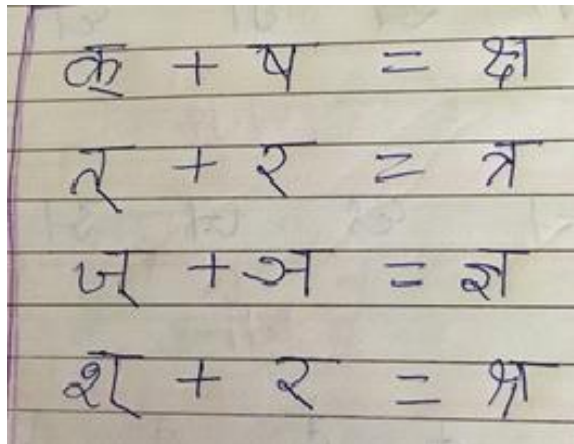 क् + ष = क्ष
त् + र = त्र
ज् + ञ = ज्ञ
श् + र = श्र